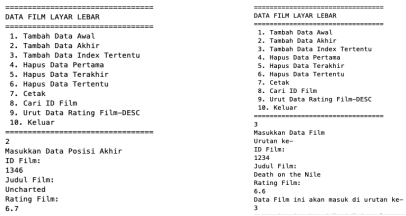 ==============================
DATA FILM LAYAR LEBAR
==============================
1. Tambah Data Awal
2. Tambah Data Akhir
3. Tambah Data Index Tertentu
4. Hapus Data Pertama
5. Hapus Data Terakhir
6. Hapus Data Tertentu
7. Cetak
8. Cari ID Film
9. Urut Data Rating Film-DESC
10. Keluar
==============================
2
Masukkan Data Posisi Akhir
ID Film:
1346
Judul Film:
Uncharted
Rating Film:
6.7
==============================
DATA FILM LAYAR LEBAR
==============================
1. Tambah Data Awal
2. Tambah Data Akhir
3. Tambah Data Index Tertentu
4. Hapus Data Pertama
5. Hapus Data Terakhir
6. Hapus Data Tertentu
7. Cetak
8. Cari ID Film
9. Urut Data Rating Film-DESC
10. Keluar
==============================
3
Masukkan Data Film
Urutan ke-
ID Film:
1234
Judul Film:
Death on the Nile
Rating Film:
6.6
Data Film ini akan masuk di urutan ke-
3